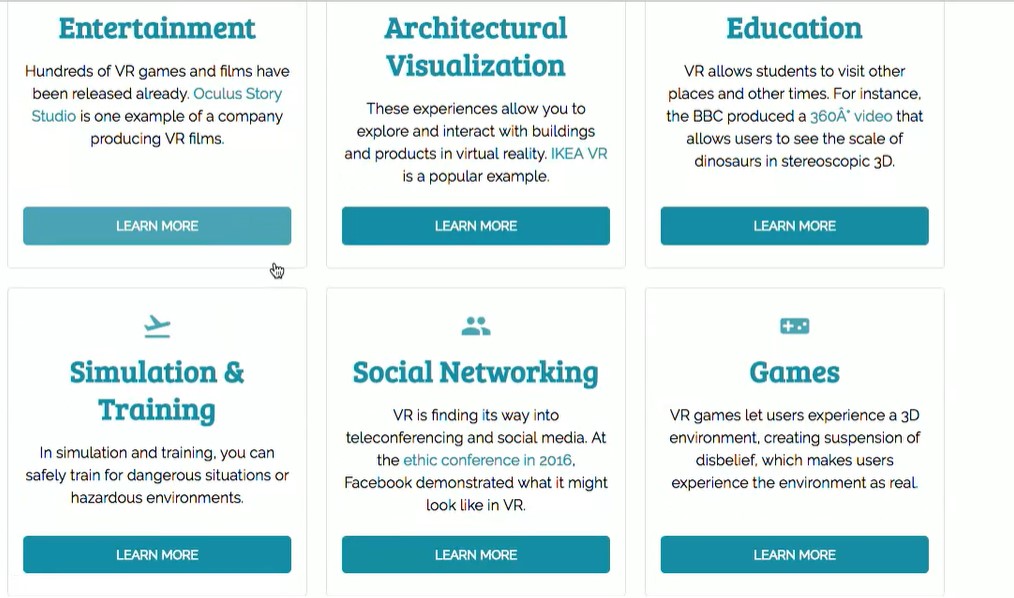 Entertainment
Hundreds of VR games and films have
been released already. Oculus Story
Studio is one example of a company
producing VR films.
LEARN MORE
Architectural
Visualization
These experiences allow you to
explore and interact with buildings
and products in virtual reality. IKEA VR
is a popular example.
LEARN MORE
Education
VR allows students to visit other
places and other times. For instance,
the BBC produced a 360Â° video that
allows users to see the scale of
dinosaurs in stereoscopic 3D.
LEARN MORE
Simulation &
Training
In simulation and training, you can
safely train for dangerous situations or
hazardous environments.
LEARN MORE
Social Networking
VR is finding its way into
teleconferencing and social media. At
the ethic conference in 2016,
Facebook demonstrated what it might
look like in VR.
LEARN MORE
Games
VR games let users experience a 3D
environment, creating suspension of
disbelief, which makes users
experience the environment as real.
LEARN MORE